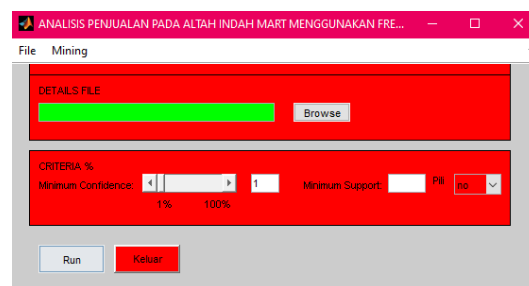 ANALISIS PENJUALAN PADA ALTAH INDAH MART MENGGUNAKAN FRE...
File Mining
DETAILS FILE
Browse
CRITERIA %
Minimum Confidence: 1 Minimum Support: Pili no
1% 100%
Run Keluar